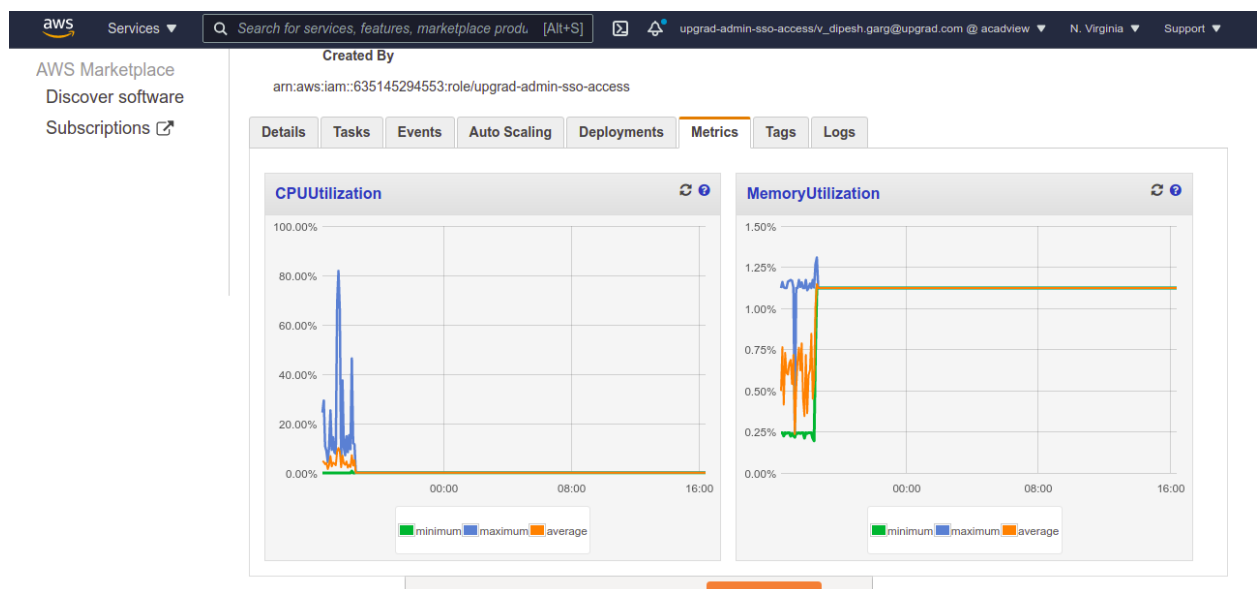 aws Services ▼ Search for services, features, marketplace produ [Alt+S] upgrad-admin-sso-access/v_dipesh.garg@upgrad.com @ acadview ▼ N. Virginia ▼ Support ▼
AWS Marketplace
Discover software
Subscriptions
Created By
arn:aws:iam::635145294553:role/upgrad-admin-sso-access
Details Tasks Events Auto Scaling Deployments Metrics Tags Logs
CPUUtilization
100.00%
80.00%
60.00%
40.00%
20.00%
0.00%
00:00 08:00 16:00
minimum maximum average
MemoryUtilization
1.50%
1.25%
1.00%
0.75%
0.50%
0.25%
0.00%
00:00 08:00 16:00
minimum maximum average